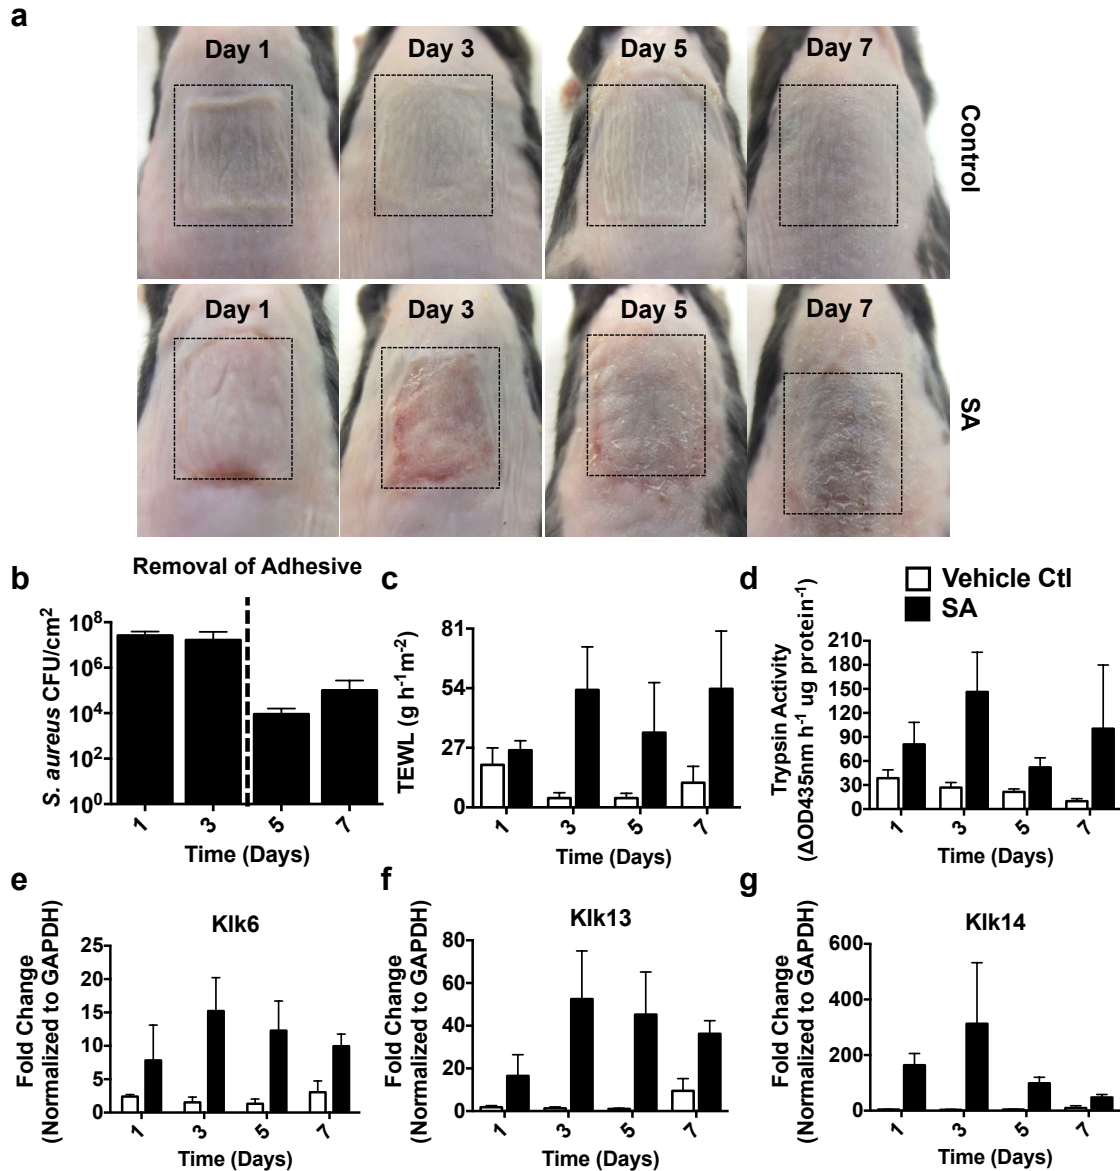 a
Day 1
Day 3
Day 5
Day 7
Control
Day 1
Day 3
Day 5
Day 7
SA
b
Removal of Adhesive
S. aureus CFU/cm²
10⁸
10⁶
10⁴
10²
10⁰
1
3
5
7
Time (Days)
c
TEWL (g h⁻¹m⁻²)
81
54
27
0
1
3
5
7
Time (Days)
d
Vehicle Ctl
SA
Trypsin Activity
(ΔOD435nm h⁻¹ ug protein⁻¹)
210
180
150
120
90
60
30
0
1
3
5
7
Time (Days)
e
Klk6
Fold Change
(Normalized to GAPDH)
25
20
15
10
5
0
1
3
5
7
Time (Days)
f
Klk13
Fold Change
(Normalized to GAPDH)
80
60
40
20
0
1
3
5
7
Time (Days)
g
Klk14
Fold Change
(Normalized to GAPDH)
600
400
200
0
1
3
5
7
Time (Days)